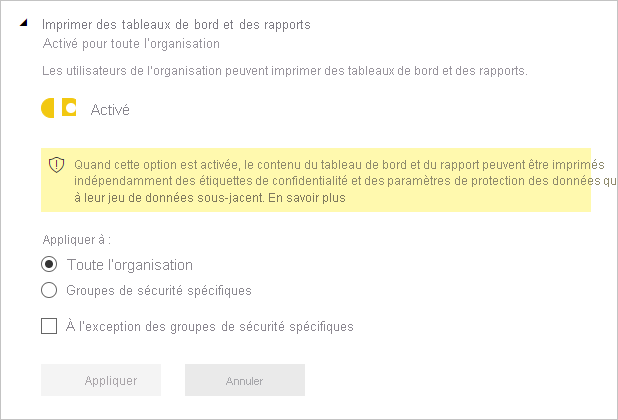 Imprimer des tableaux de bord et des rapports
Activé pour toute l'organisation
Les utilisateurs de l'organisation peuvent imprimer des tableaux de bord et des rapports.
Activé
Quand cette option est activée, le contenu du tableau de bord et du rapport peuvent être imprimés
indépendamment des étiquettes de confidentialité et des paramètres de protection des données qu
à leur jeu de données sous-jacent. En savoir plus
Appliquer à :
Toute l'organisation
Groupes de sécurité spécifiques
À l'exception des groupes de sécurité spécifiques
Appliquer
Annuler